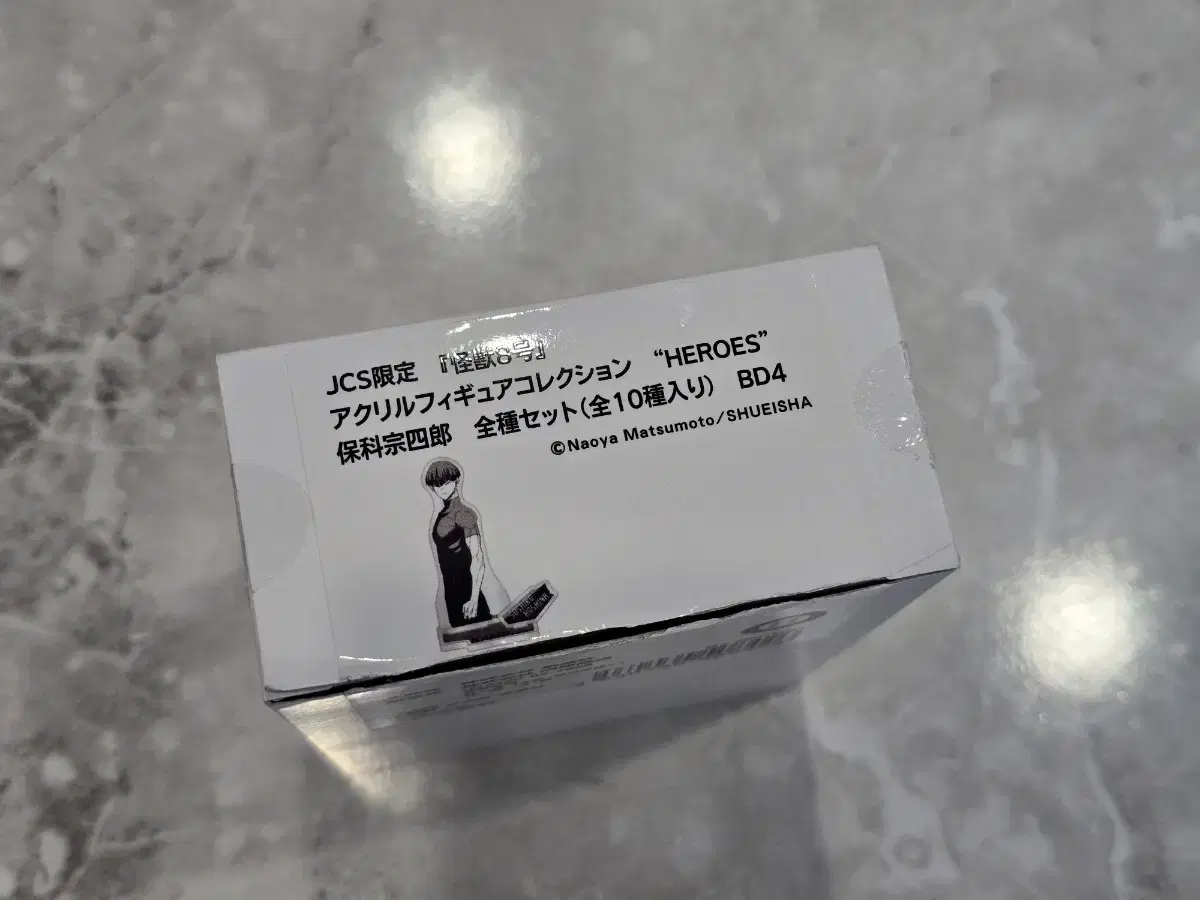 JCS限定 『怪獣8号』
アクリルフィギュアコレクション “HEROES”
保科宗四郎 全種セット(全10種入り) BD4
©Naoya Matsumoto/SHUEISHA
HOSHINA